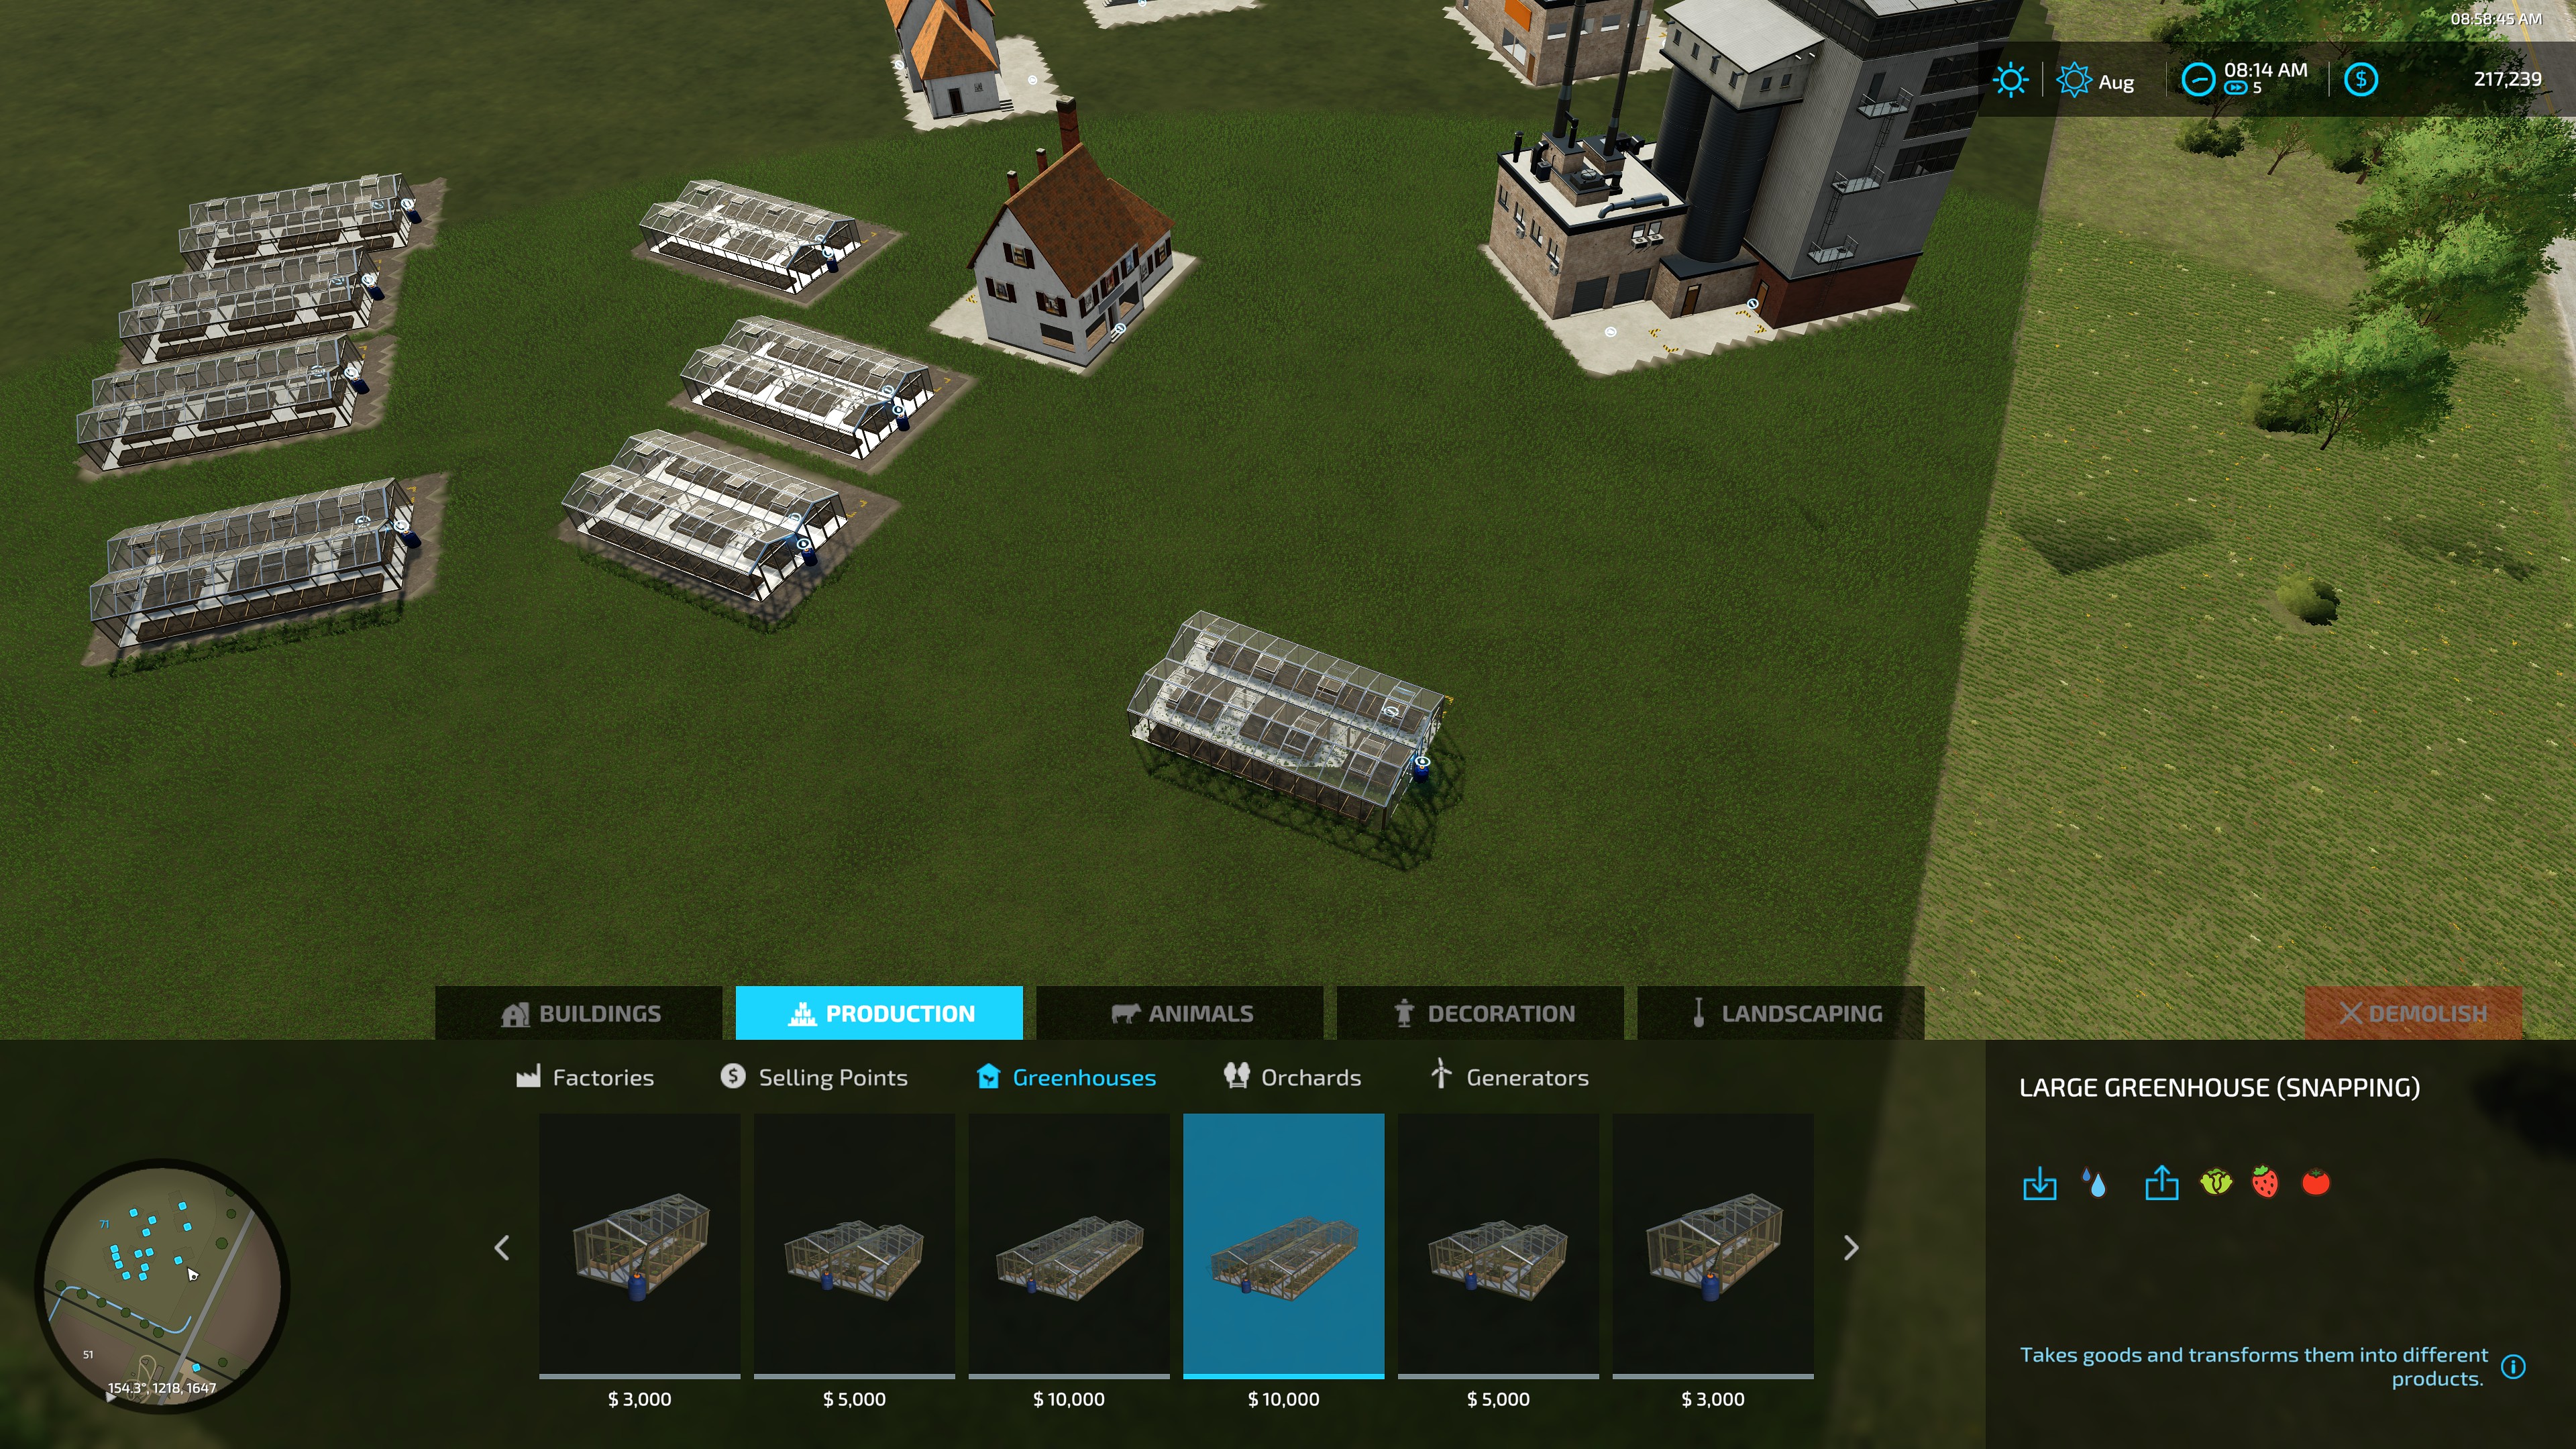 08:58:45 AM
Aug
08:14 AM
5
217,239
BUILDINGS
PRODUCTION
ANIMALS
DECORATION
LANDSCAPING
DEMOLISH
Factories
Selling Points
Greenhouses
Orchards
Generators
LARGE GREENHOUSE (SNAPPING)
$ 3,000
$ 5,000
$ 10,000
$ 10,000
$ 5,000
$ 3,000
Takes goods and transforms them into different
products.
71
51
154.3°, 1218, 1647